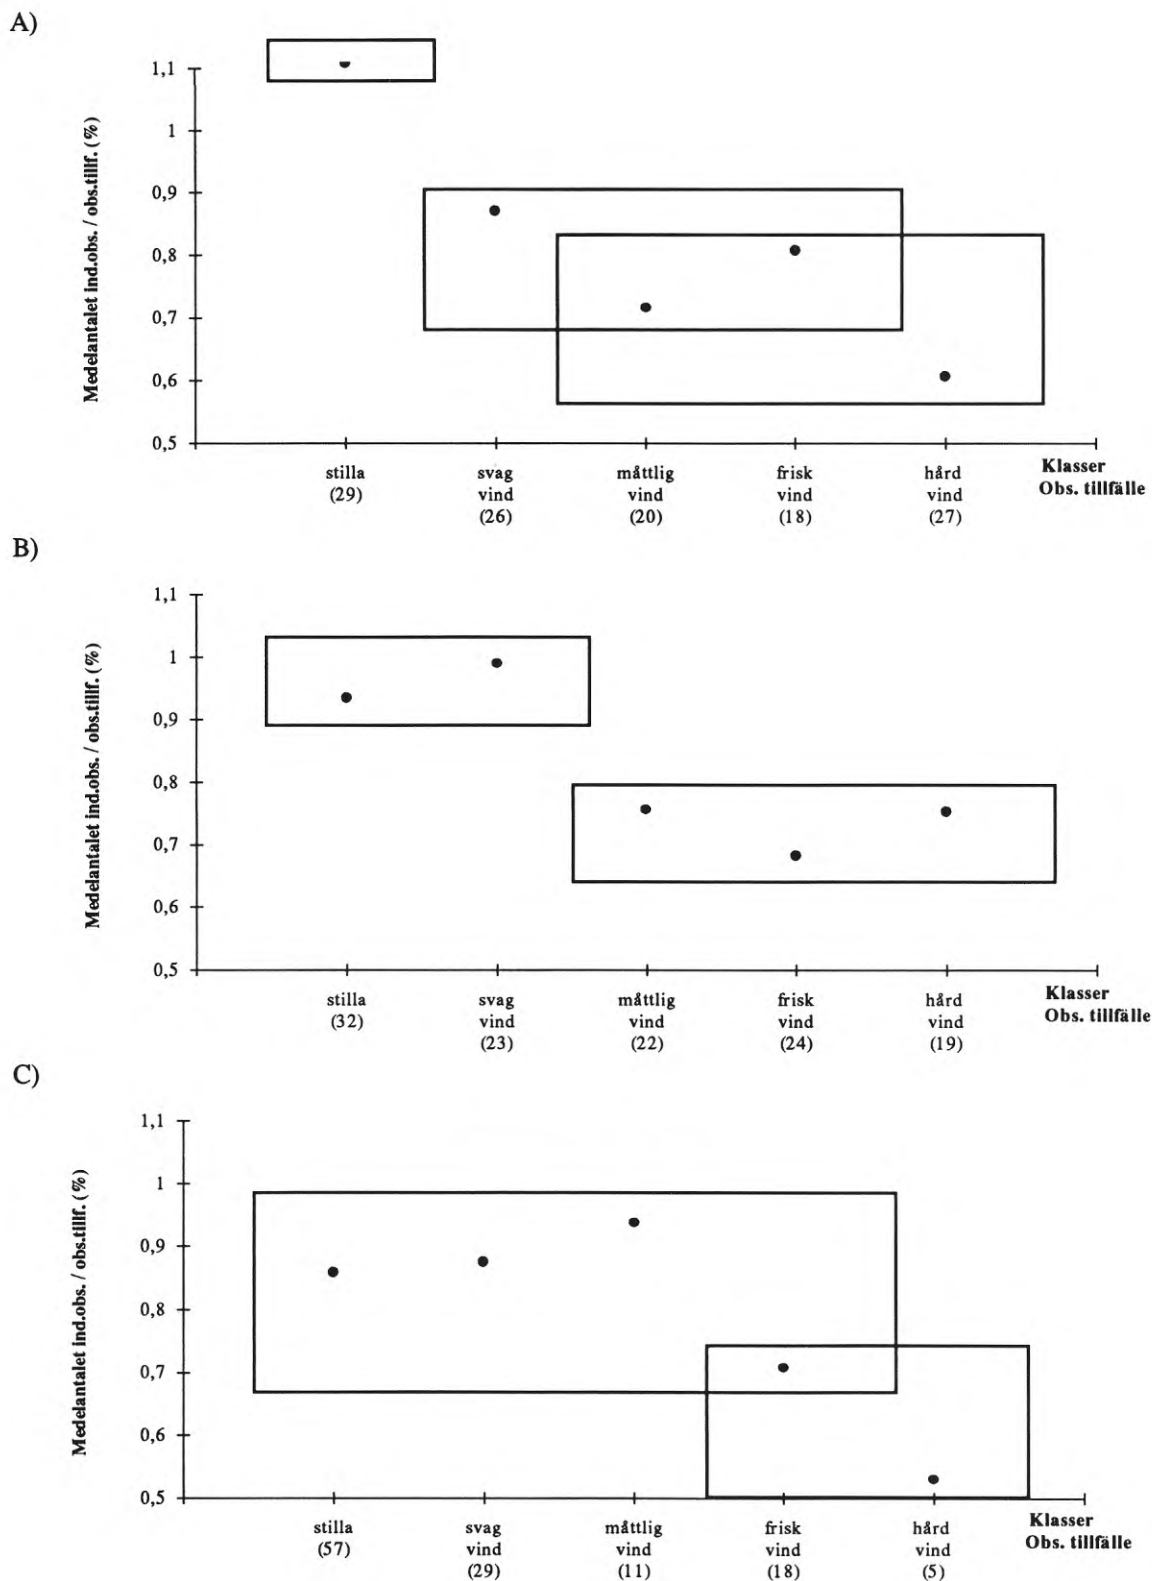 A)
Medelantalet ind.obs. / obs.tillf. (%)
1,1
1
0,9
0,8
0,7
0,6
0,5
stilla
(29)
svag
vind
(26)
måttlig
vind
(20)
frisk
vind
(18)
hård
vind
(27)
Klasser
Obs. tillfälle
B)
Medelantalet ind.obs. / obs.tillf. (%)
1,1
1
0,9
0,8
0,7
0,6
0,5
stilla
(32)
svag
vind
(23)
måttlig
vind
(22)
frisk
vind
(24)
hård
vind
(19)
Klasser
Obs. tillfälle
C)
Medelantalet ind.obs. / obs.tillf. (%)
1,1
1
0,9
0,8
0,7
0,6
0,5
stilla
(57)
svag
vind
(29)
måttlig
vind
(11)
frisk
vind
(18)
hård
vind
(5)
Klasser
Obs. tillfälle